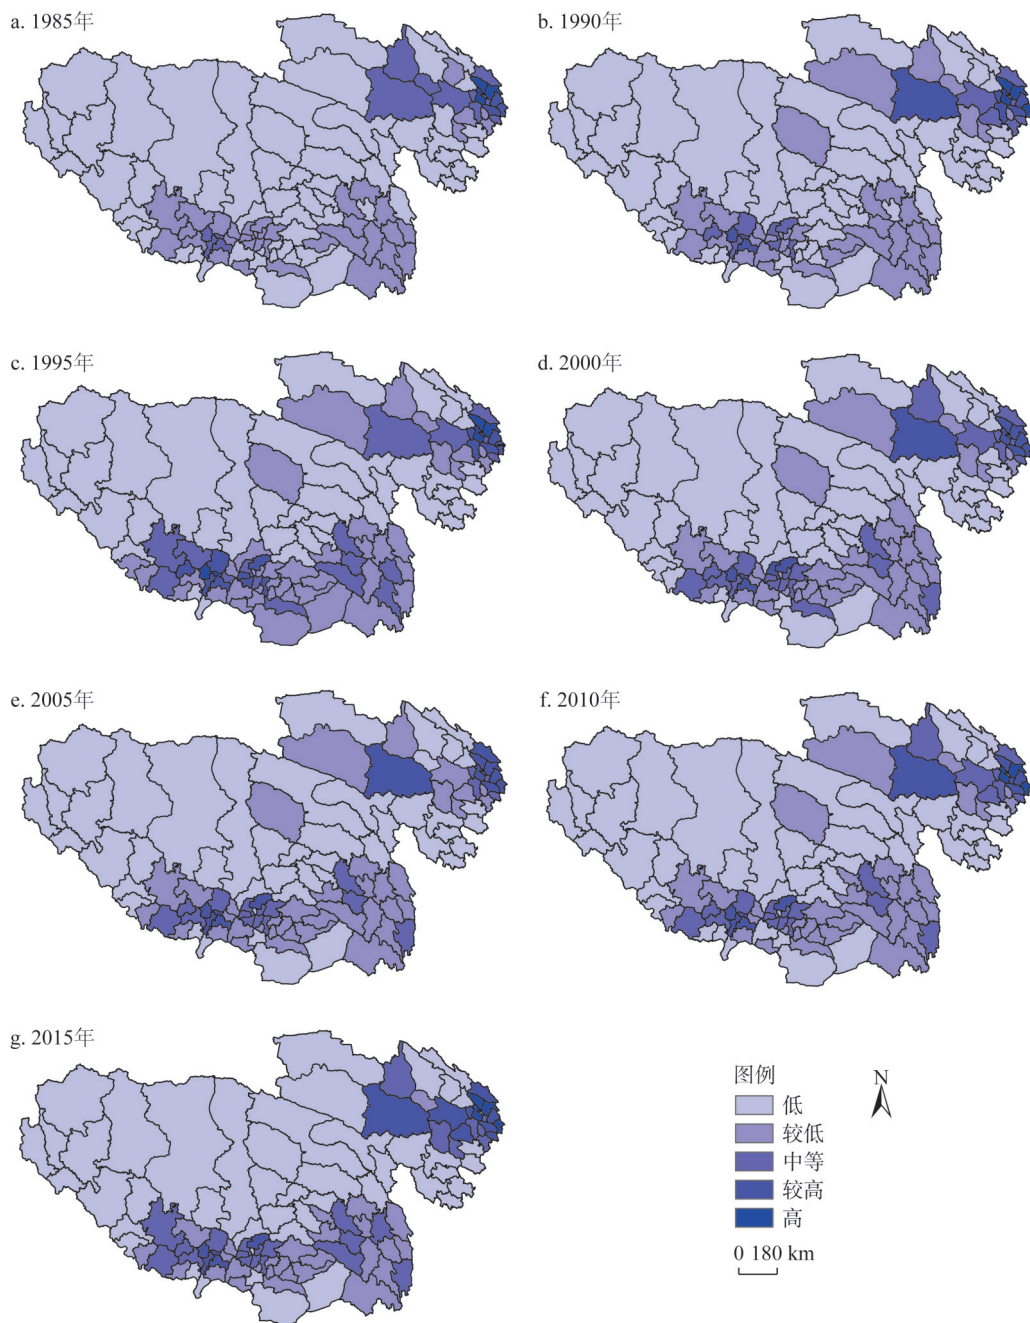 a. 1985年
b. 1990年
c. 1995年
d. 2000年
e. 2005年
f. 2010年
g. 2015年
图例
低
较低
中等
较高
高
0 180 km
N